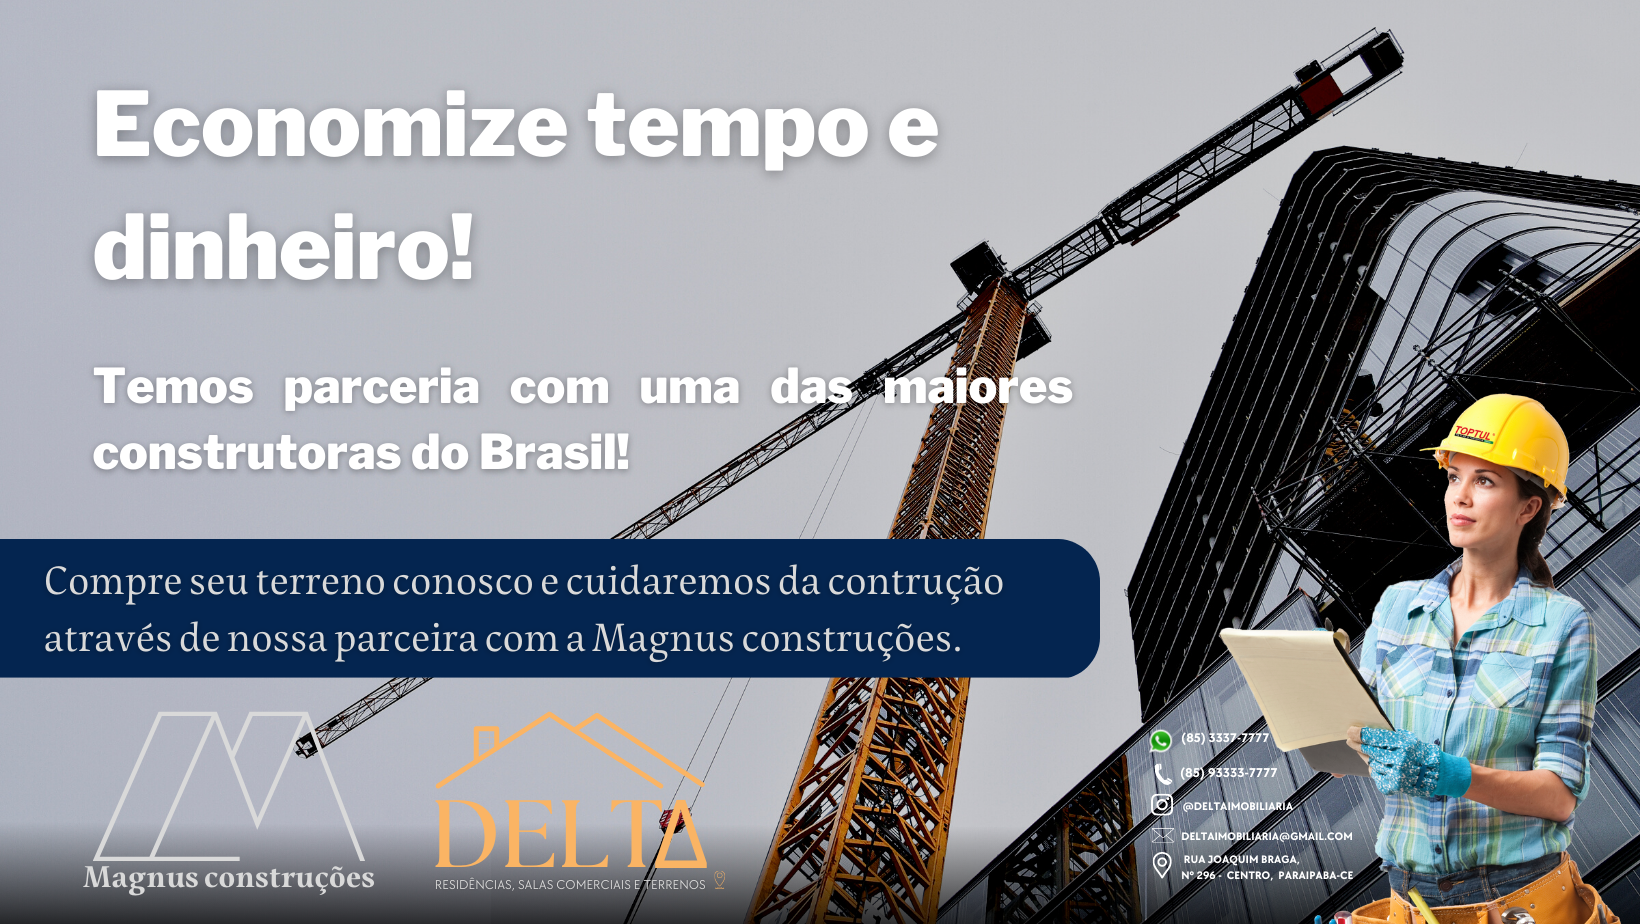 Economize tempo e
dinheiro!
Temos parceria com uma das maiores
construtoras do Brasil!
Compre seu terreno conosco e cuidaremos da contrução
através de nossa parceira com a Magnus construções.
Magnus construções
DELTA
RESIDÊNCIAS, SALAS COMERCIAIS E TERRENOS
(85) 3337-7777
(85) 93333-7777
@DELTAIMOBILIARIA
DELTAIMOBILIARIA@GMAIL.COM
RUA JOAQUIM BRAGA,
Nº 296 - CENTRO, PARAIPABA-CE
TOPTUL